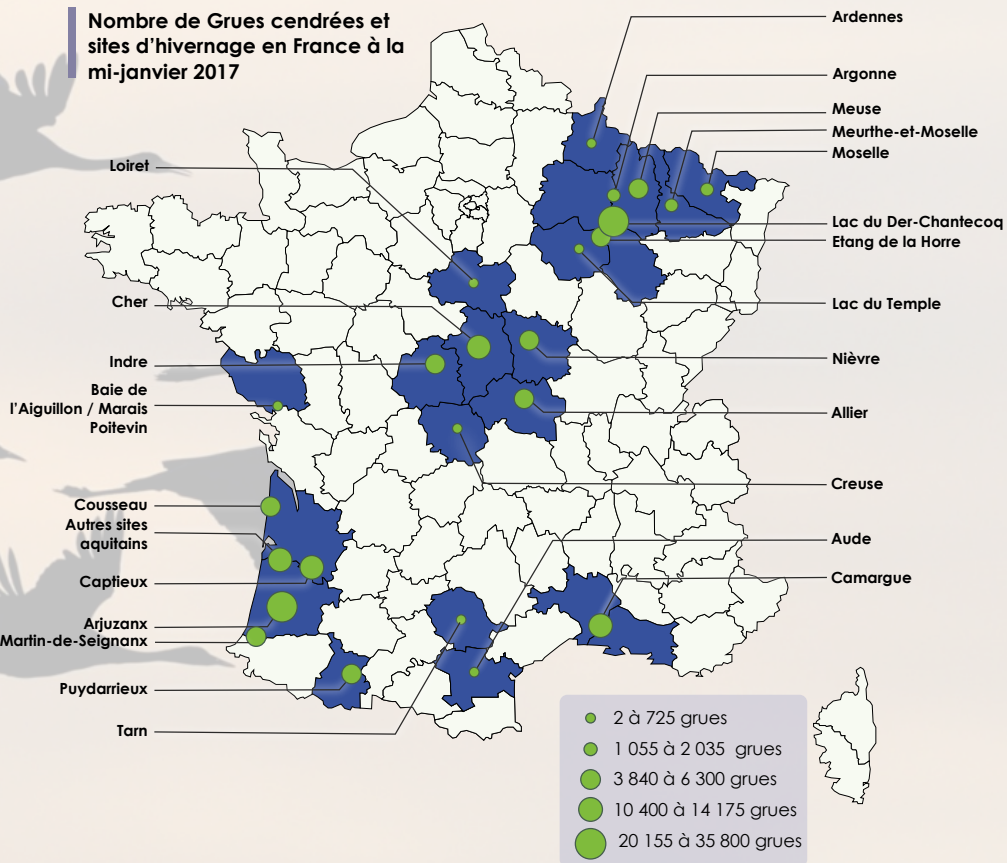 Nombre de Grues cendrées et
sites d'hivernage en France à la
mi-janvier 2017
Ardennes
Argonne
Meuse
Meurthe-et-Moselle
Moselle
Lac du Der-Chantecoq
Etang de la Horre
Lac du Temple
Nièvre
Allier
Creuse
Aude
Camargue
Loiret
Cher
Indre
Baie de
l'Aiguillon / Marais
Poitevin
Cousseau
Autres sites
aquitains
Captieux
Arjuzanx
Martin-de-Seignanx
Puydarrieux
Tarn
2 à 725 grues
1 055 à 2 035 grues
3 840 à 6 300 grues
10 400 à 14 175 grues
20 155 à 35 800 grues